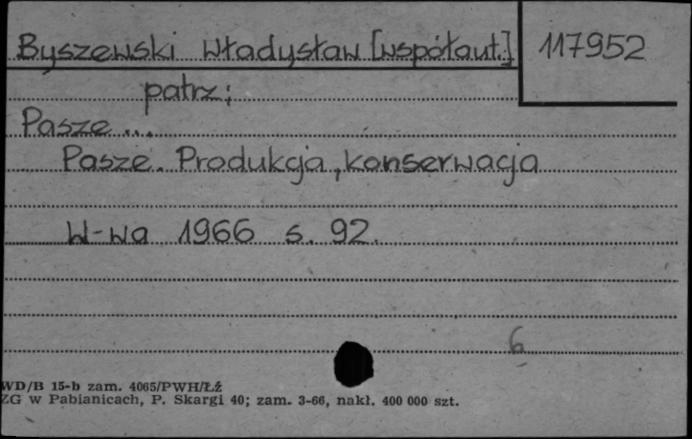 Byszewski Władysław [współaut.] 117952
patrz:
Pasze...
Pasze. Produkcja, konserwacja
W-wa 1966 s. 92.
6
WD/B 15-b zam. 4065/PWH/Łź
ZG w Pabianicach, P. Skargi 40; zam. 3-66, nakł. 400 000 szt.